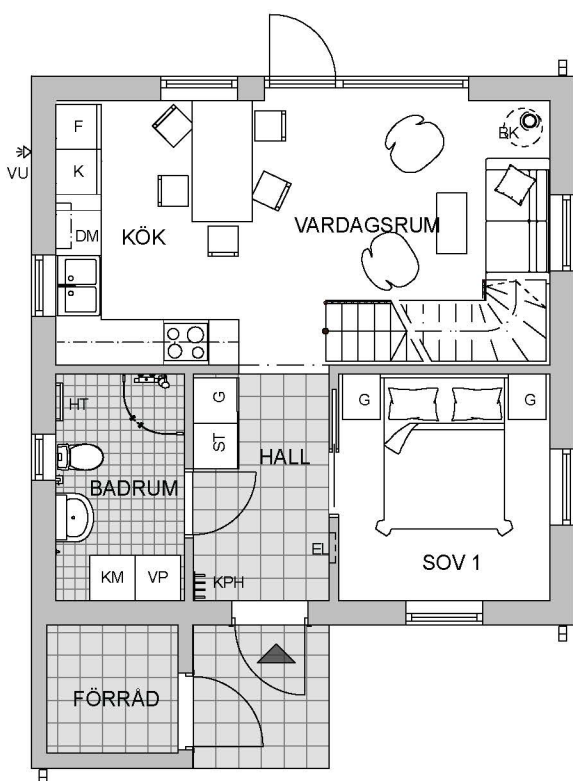 F
BK
K
VU
DM
KÖK
VARDAGSRUM
HT
G
G
G
ST
HALL
BADRUM
EL
SOV 1
KM
VP
KPH
FÖRRÅD